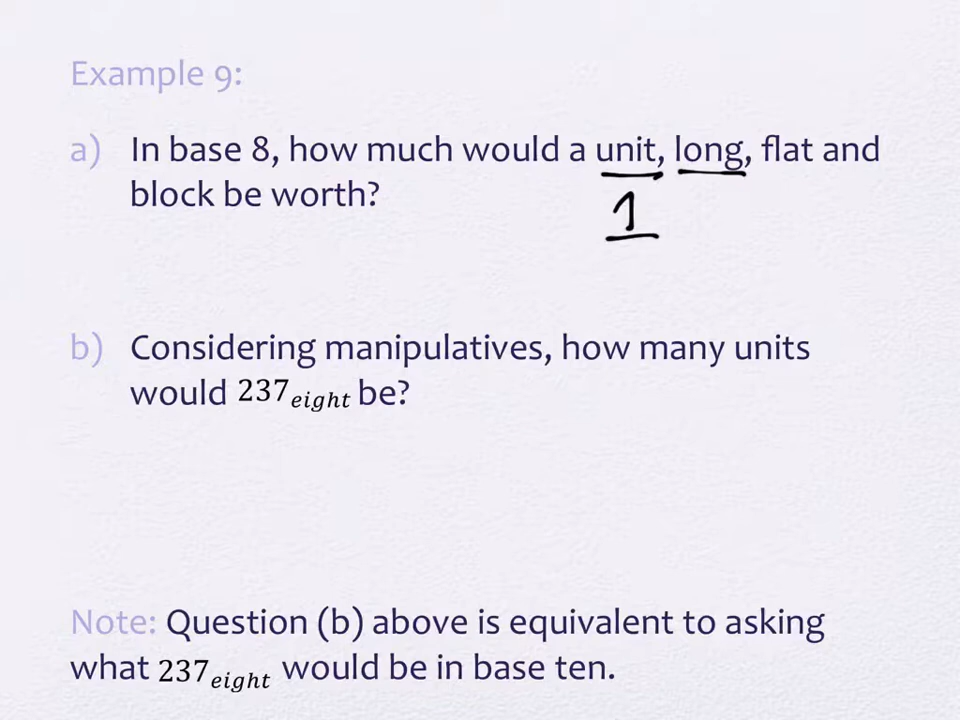 Example 9:
a) In base 8, how much would a unit, long, flat and
block be worth?
1
b) Considering manipulatives, how many units
would 237eight be?
Note: Question (b) above is equivalent to asking
what 237eight would be in base ten.